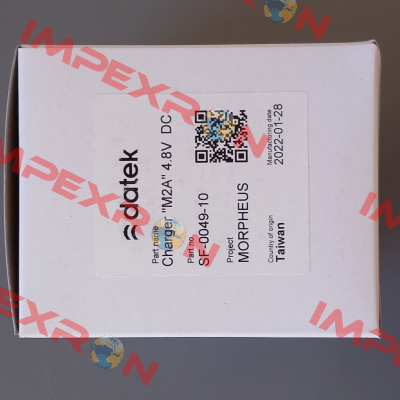 datek
Part name
Charger "M2A" 4.8V DC
Part no.
SF-0049-10
Project
MORPHEUS
Manufacturing date
2022-01-28
Country of origin
Taiwan
IMPEXRON
IMPEXRON
IMPEXRON